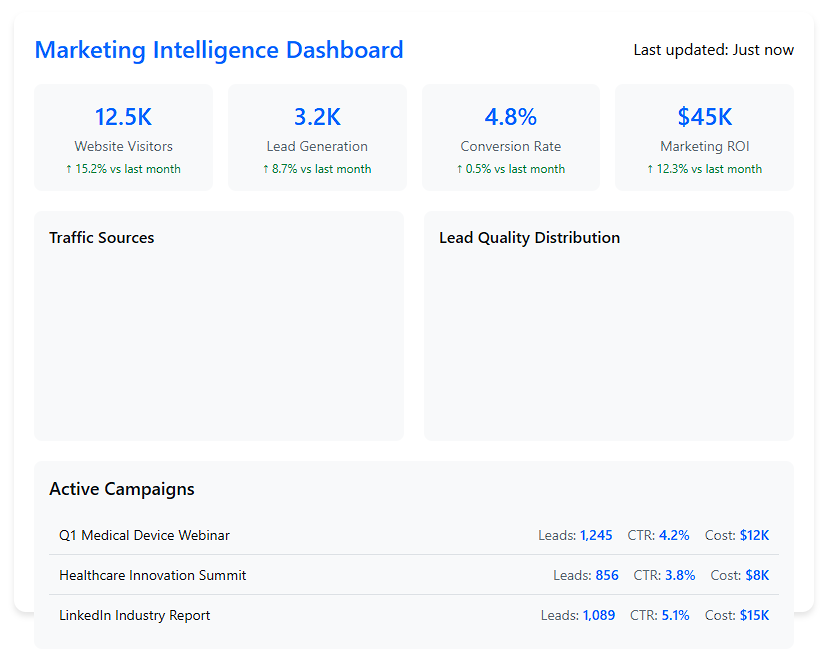 Marketing Intelligence Dashboard
Last updated: Just now
12.5K
Website Visitors
↑ 15.2% vs last month
3.2K
Lead Generation
↑ 8.7% vs last month
4.8%
Conversion Rate
↑ 0.5% vs last month
$45K
Marketing ROI
↑ 12.3% vs last month
Traffic Sources
Lead Quality Distribution
Active Campaigns
Q1 Medical Device Webinar Leads: 1,245 CTR: 4.2% Cost: $12K
Healthcare Innovation Summit Leads: 856 CTR: 3.8% Cost: $8K
LinkedIn Industry Report Leads: 1,089 CTR: 5.1% Cost: $15K